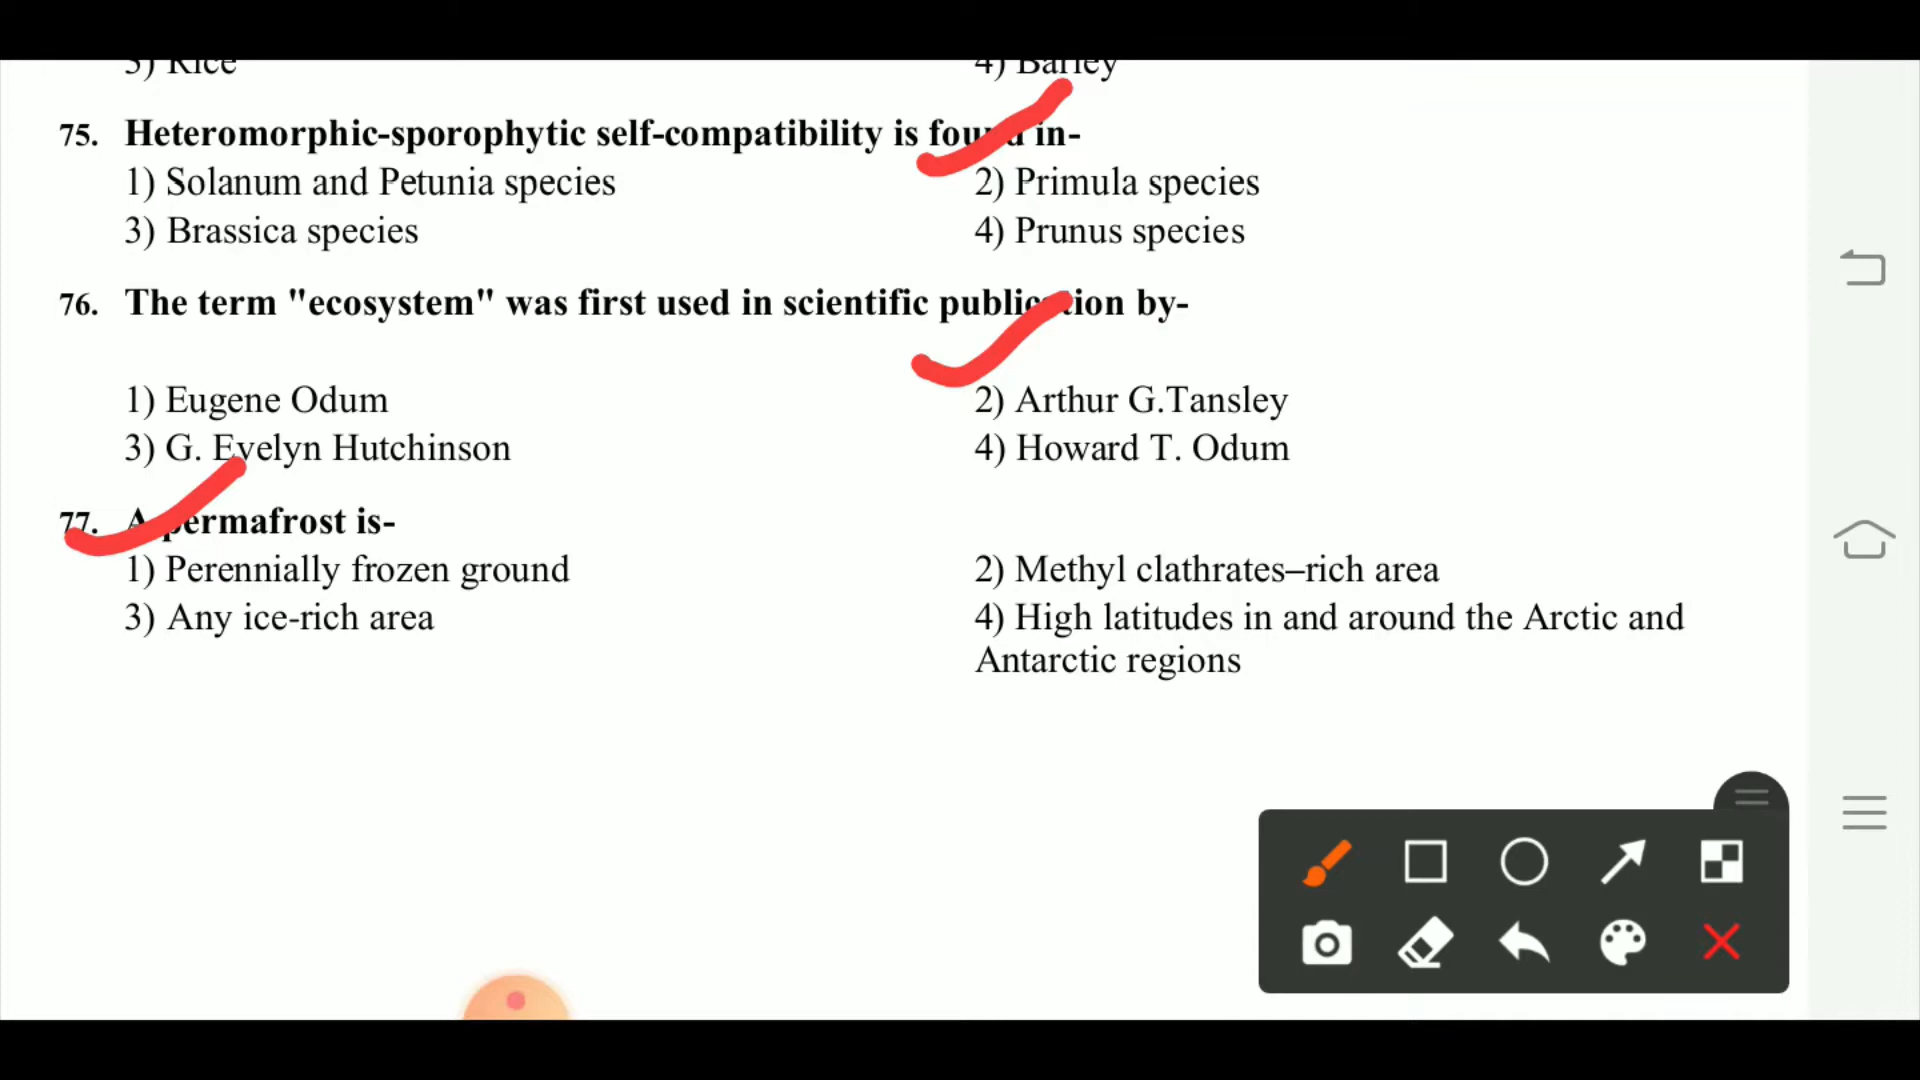 3) Rice 4) Barley
75. Heteromorphic-sporophytic self-compatibility is found in-
1) Solanum and Petunia species 2) Primula species
3) Brassica species 4) Prunus species
76. The term "ecosystem" was first used in scientific publication by-
1) Eugene Odum 2) Arthur G.Tansley
3) G. Evelyn Hutchinson 4) Howard T. Odum
77. A permafrost is-
1) Perennially frozen ground 2) Methyl clathrates–rich area
3) Any ice-rich area 4) High latitudes in and around the Arctic and
Antarctic regions